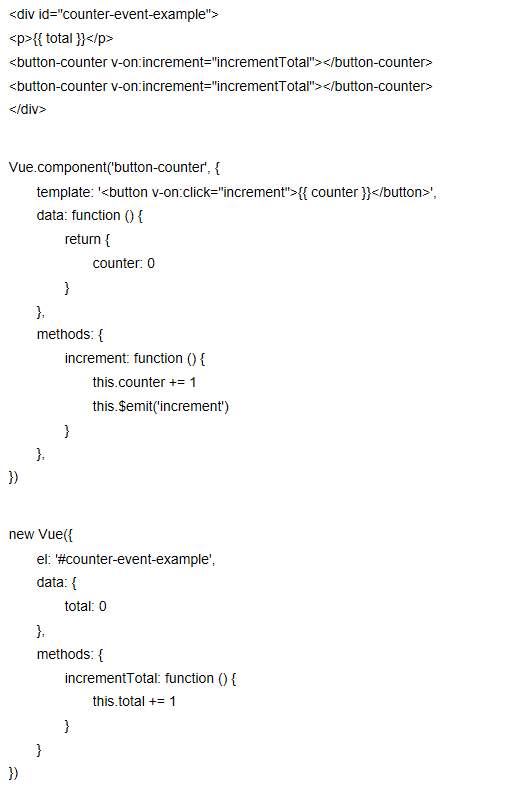 <div id="counter-event-example">
<p>{{ total }}</p>
<button-counter v-on:increment="incrementTotal"></button-counter>
<button-counter v-on:increment="incrementTotal"></button-counter>
</div>

Vue.component('button-counter', {
    template: '<button v-on:click="increment">{{ counter }}</button>',
    data: function () {
        return {
            counter: 0
        }
    },
    methods: {
        increment: function () {
            this.counter += 1
            this.$emit('increment')
        }
    },
})

new Vue({
    el: '#counter-event-example',
    data: {
        total: 0
    },
    methods: {
        incrementTotal: function () {
            this.total += 1
        }
    }
})